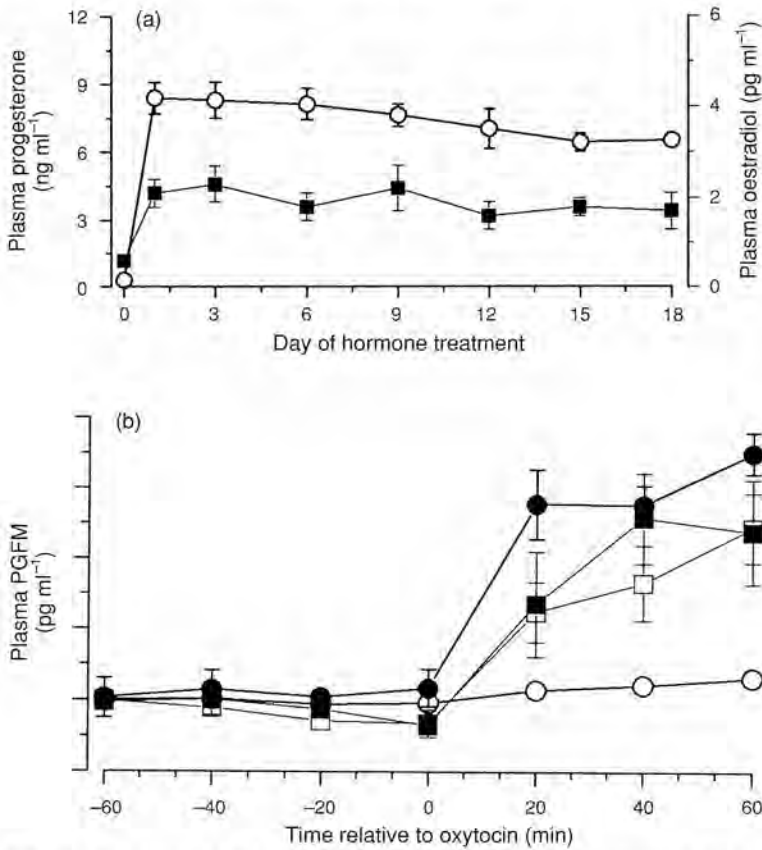 (a)
12
9
6
3
0
Plasma progesterone
(ng ml⁻¹)
6
4
2
0
Plasma oestradiol (pg ml⁻¹)
0 3 6 9 12 15 18
Day of hormone treatment
(b)
Plasma PGFM
(pg ml⁻¹)
−60 −40 −20 0 20 40 60
Time relative to oxytocin (min)